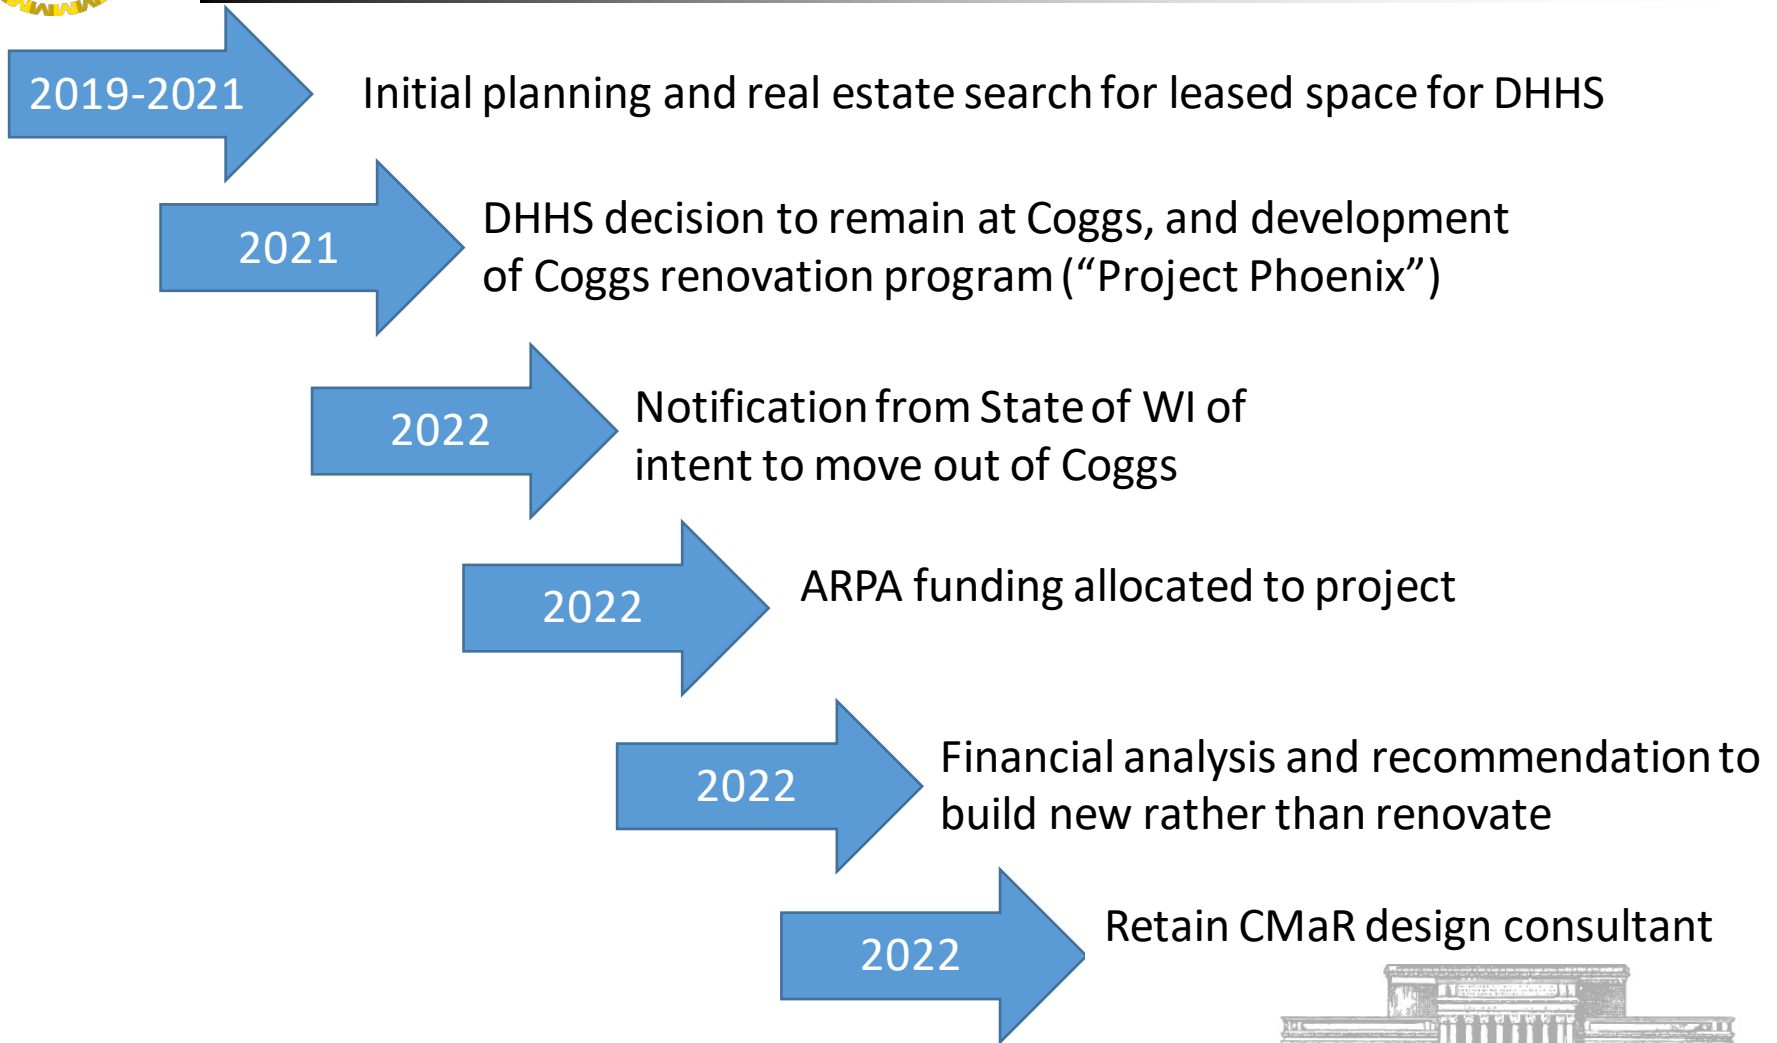 2019-2021
Initial planning and real estate search for leased space for DHHS
2021
DHHS decision to remain at Coggs, and development
of Coggs renovation program (“Project Phoenix”)
2022
Notification from State of WI of
intent to move out of Coggs
2022
ARPA funding allocated to project
2022
Financial analysis and recommendation to
build new rather than renovate
2022
Retain CMaR design consultant